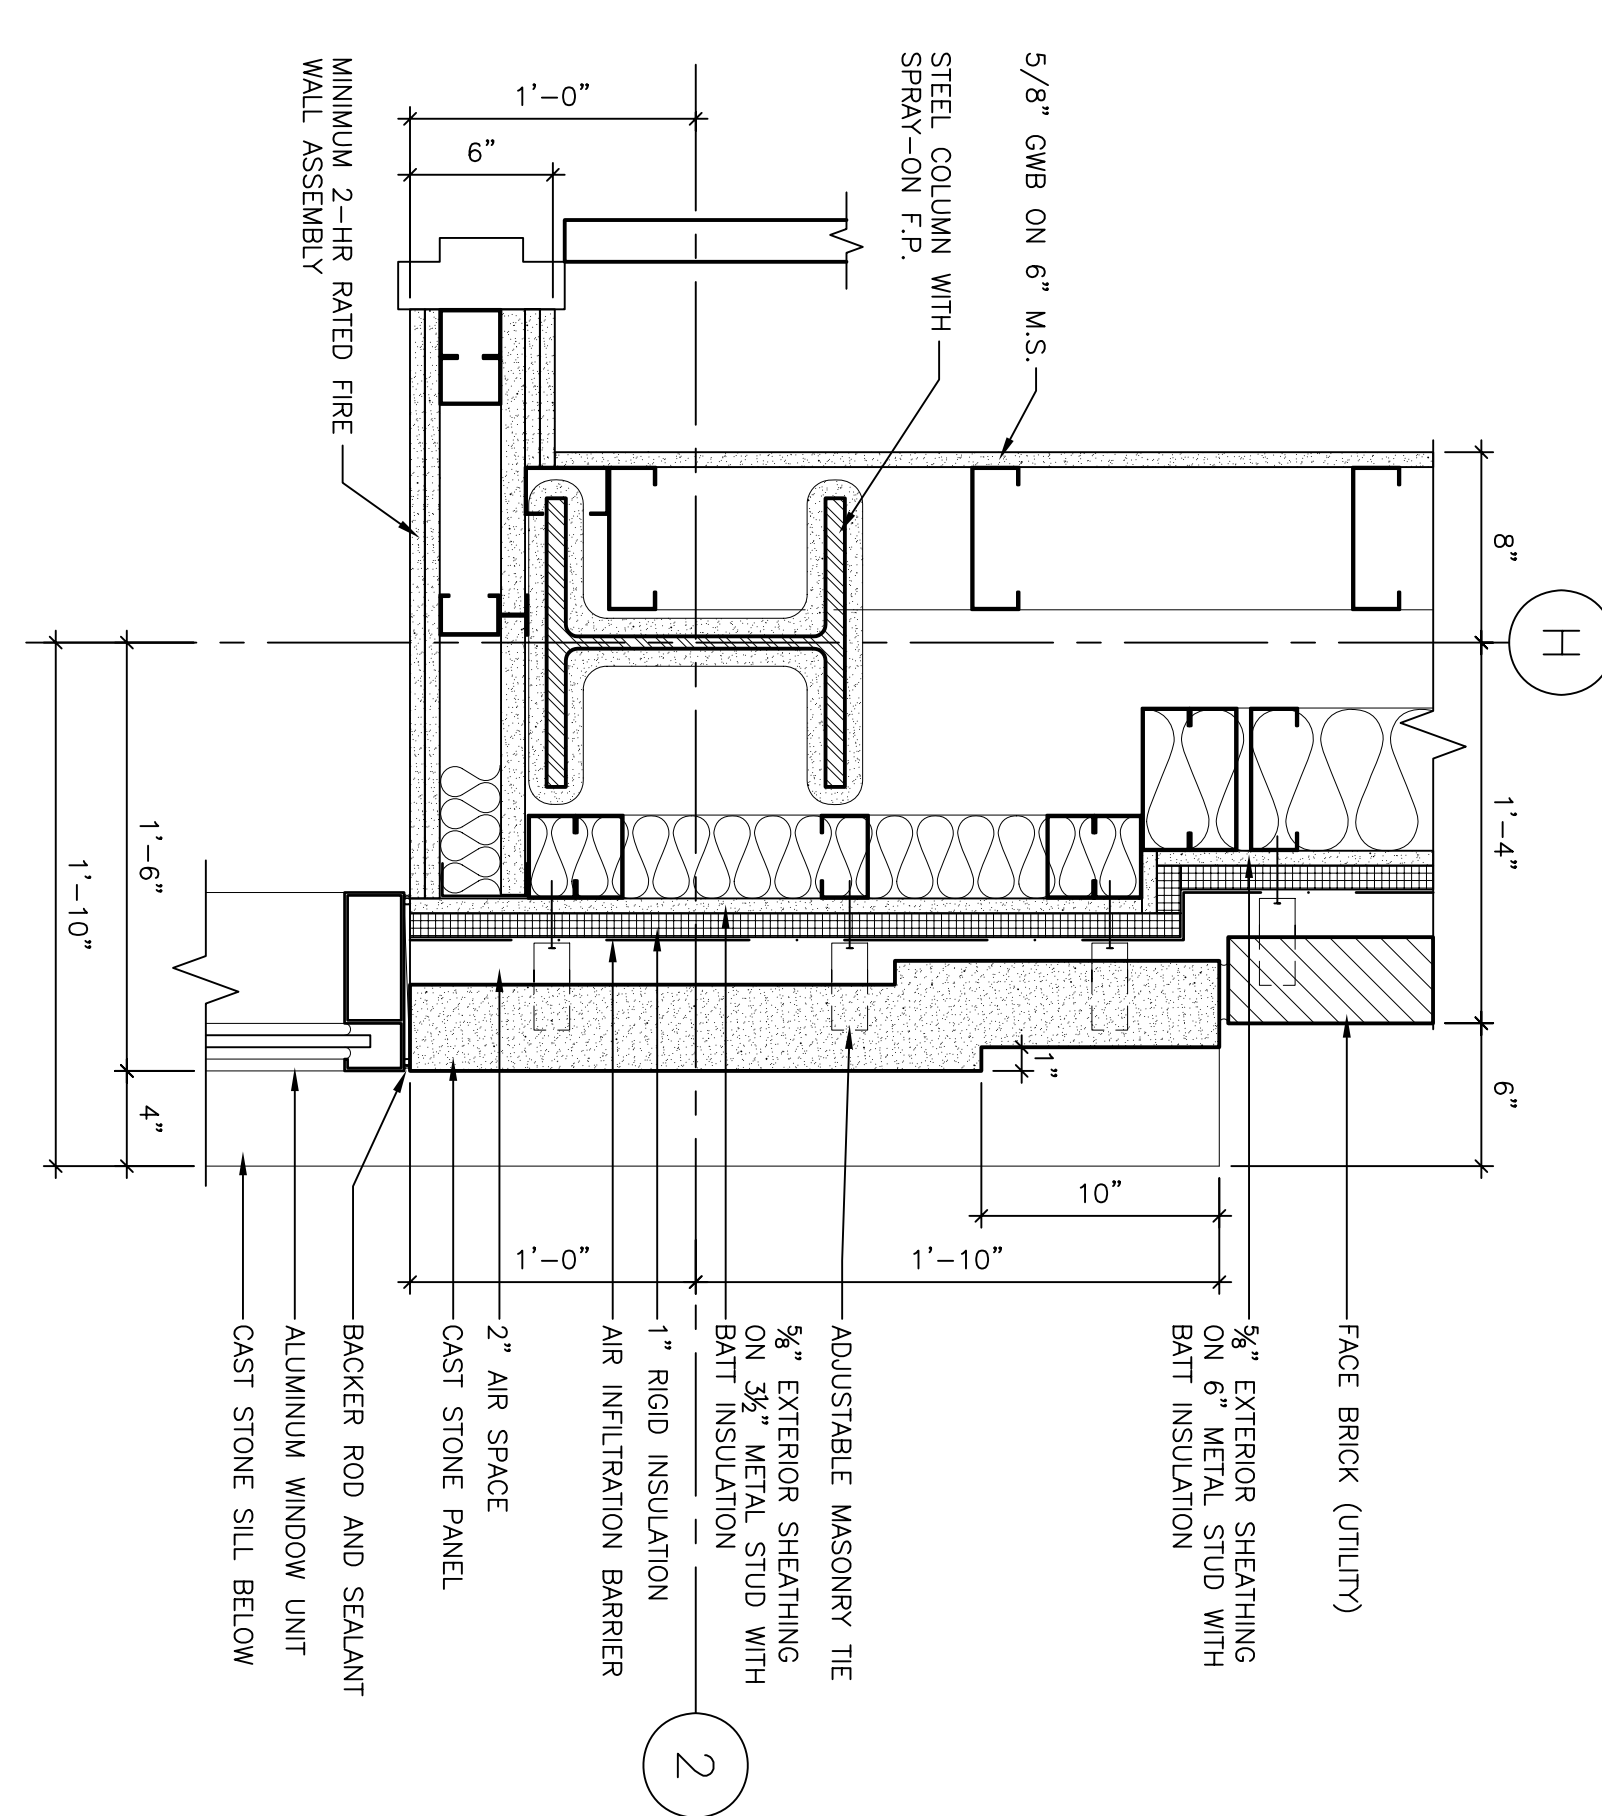 5/8" GWB ON 6" M.S.
STEEL COLUMN WITH
SPRAY-ON F.P.
MINIMUM 2-HR RATED FIRE
WALL ASSEMBLY
1'-0"
6"
8"
H
1'-4"
6"
1'-6"
1'-10"
4"
1"
10"
1'-0"
1'-10"
FACE BRICK (UTILITY)
⅝" EXTERIOR SHEATHING
ON 6" METAL STUD WITH
BATT INSULATION
ADJUSTABLE MASONRY TIE
⅝" EXTERIOR SHEATHING
ON 3½" METAL STUD WITH
BATT INSULATION
1" RIGID INSULATION
AIR INFILTRATION BARRIER
2" AIR SPACE
CAST STONE PANEL
BACKER ROD AND SEALANT
ALUMINUM WINDOW UNIT
CAST STONE SILL BELOW
2